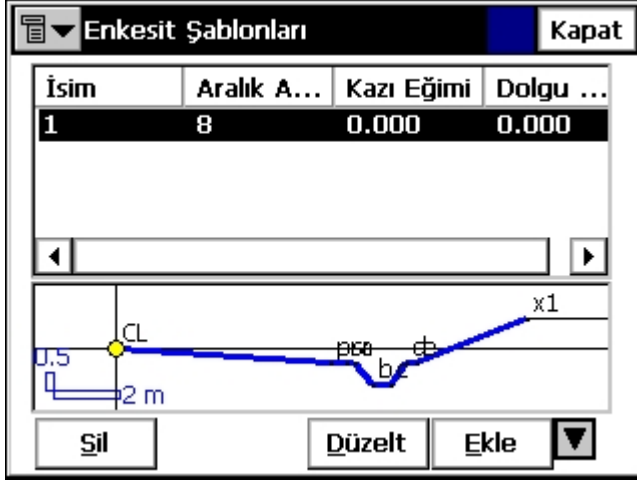 Enkesit Şablonları Kapat
İsim Aralık A... Kazı Eğimi Dolgu ...
1 8 0.000 0.000
x1
CL
0.5
2 m
Sil Düzelt Ekle